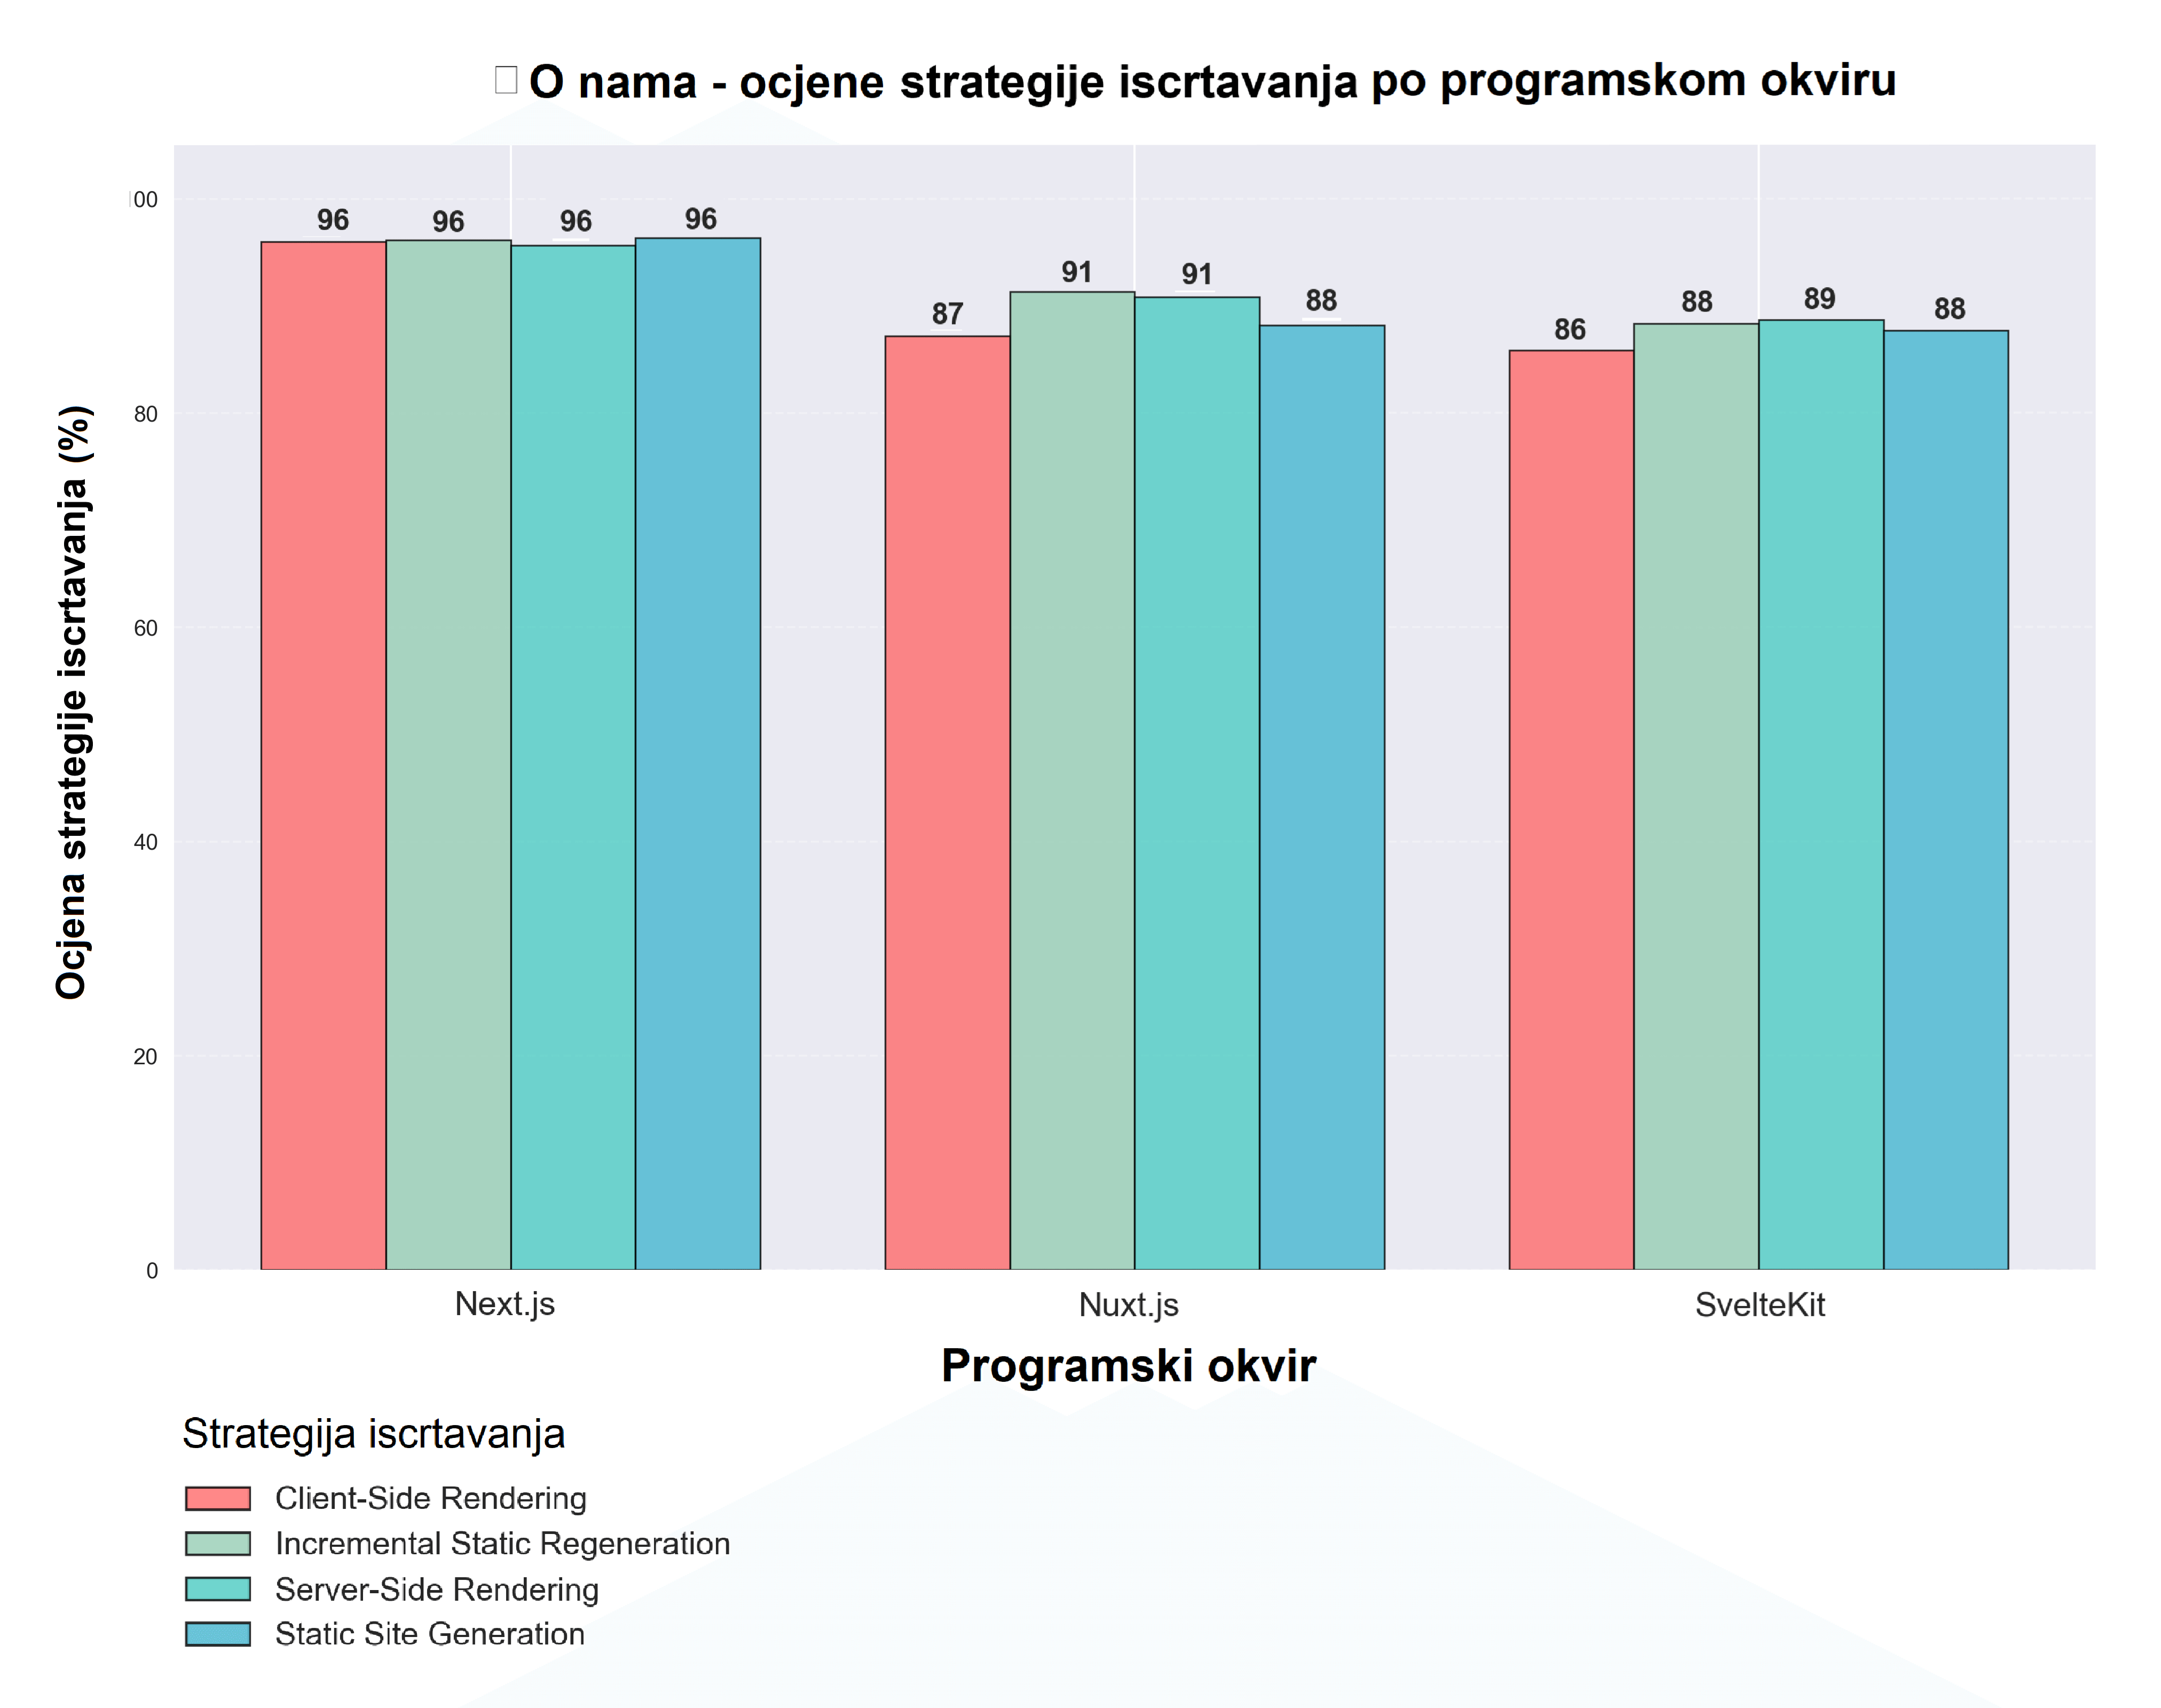 O nama - ocjene strategije iscrtavanja po programskom okviru
Ocjena strategije iscrtavanja (%)
00
80
60
40
20
0
96 96 96 96
87 91 91 88
86 88 89 88
Next.js Nuxt.js SvelteKit
Programski okvir
Strategija iscrtavanja
Client-Side Rendering
Incremental Static Regeneration
Server-Side Rendering
Static Site Generation